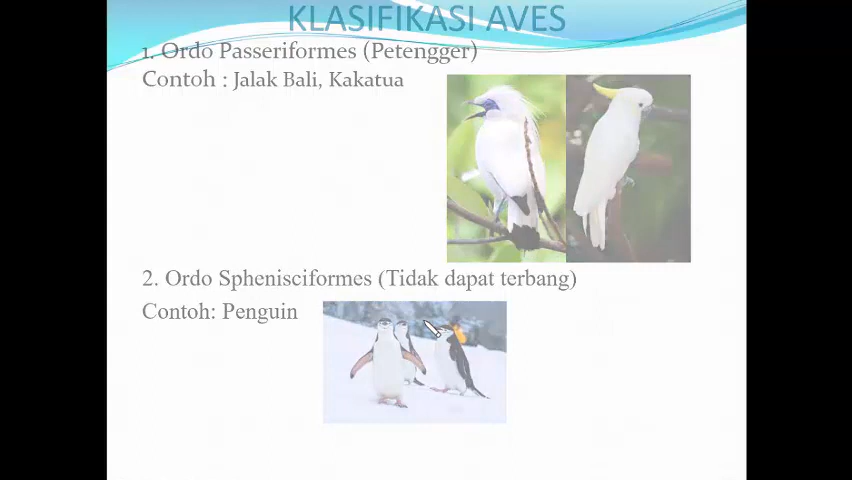 KLASIFIKASI AVES
1. Ordo Passeriformes (Petengger)
Contoh : Jalak Bali, Kakatua
2. Ordo Sphenisciformes (Tidak dapat terbang)
Contoh: Penguin